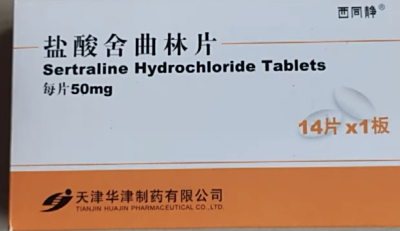 西同静®
盐酸舍曲林片
Sertraline Hydrochloride Tablets
每片50mg
14片x1板
天津华津制药有限公司
TIANJIN HUAJIN PHARMACEUTICAL CO.,LTD.